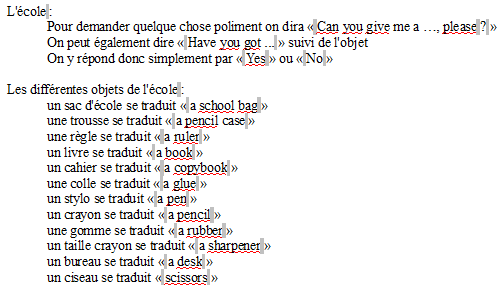 L'école :
Pour demander quelque chose poliment on dira « Can you give me a …, please ? »
On peut également dire « Have you got ... » suivi de l'objet
On y répond donc simplement par « Yes » ou « No »
Les différentes objets de l'école :
un sac d'école se traduit « a school bag »
une trousse se traduit « a pencil case »
une règle se traduit « a ruler »
un livre se traduit « a book »
un cahier se traduit « a copybook »
une colle se traduit « a glue »
un stylo se traduit « a pen »
un crayon se traduit « a pencil »
une gomme se traduit « a rubber »
un taille crayon se traduit « a sharpener »
un bureau se traduit « a desk »
un ciseau se traduit « scissors »